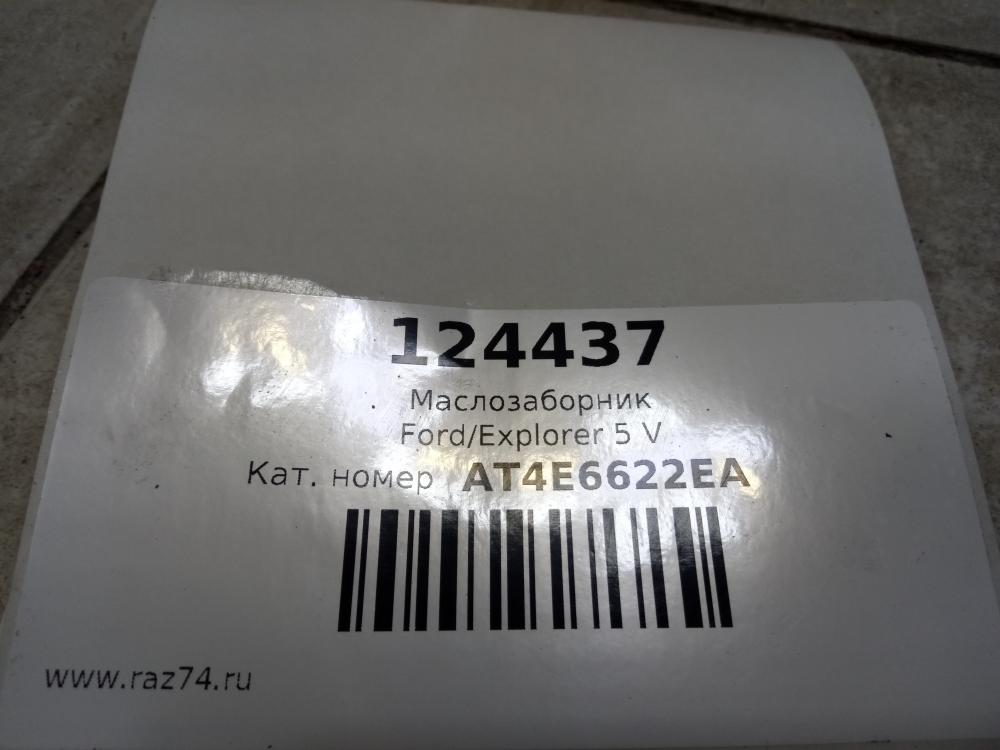 124437
Маслозаборник
Ford/Explorer 5 V
Кат. номер AT4E6622EA
www.raz74.ru